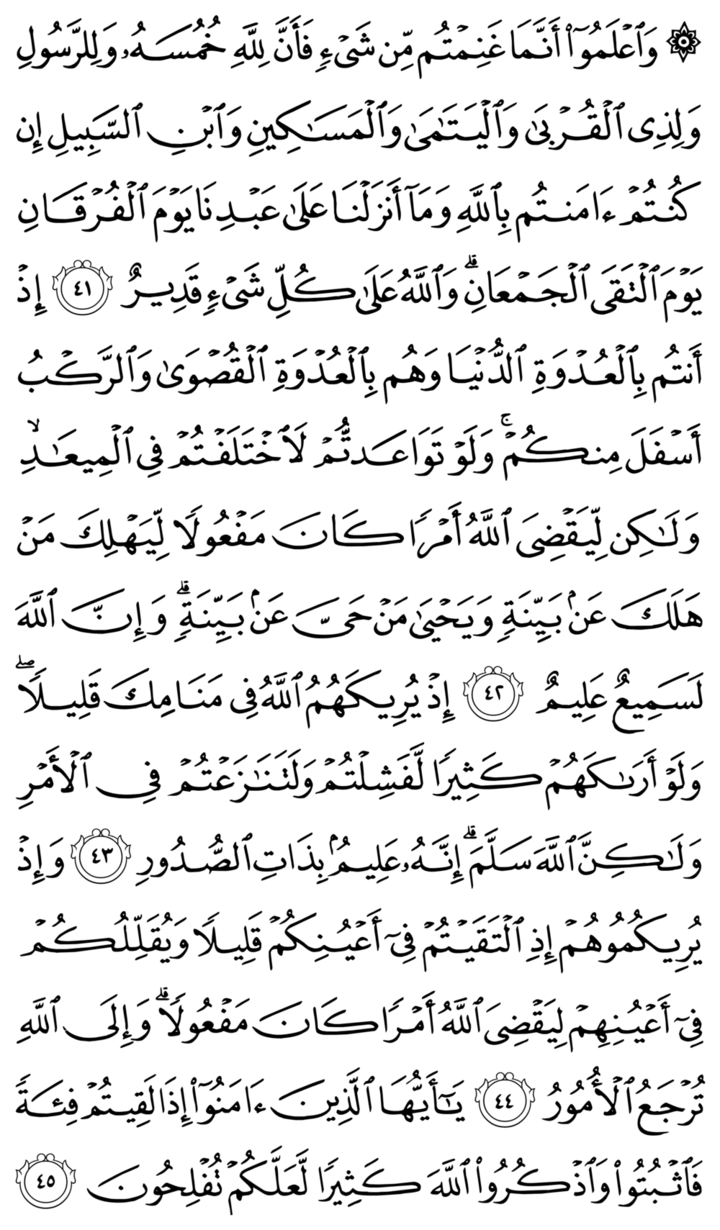 ۞ وَٱعۡلَمُوٓاْ أَنَّمَا غَنِمۡتُم مِّن شَيۡءٖ فَأَنَّ لِلَّهِ خُمُسَهُۥ وَلِلرَّسُولِ
وَلِذِي ٱلۡقُرۡبَىٰ وَٱلۡيَتَٰمَىٰ وَٱلۡمَسَٰكِينِ وَٱبۡنِ ٱلسَّبِيلِ إِن
كُنتُمۡ ءَامَنتُم بِٱللَّهِ وَمَآ أَنزَلۡنَا عَلَىٰ عَبۡدِنَا يَوۡمَ ٱلۡفُرۡقَانِ
يَوۡمَ ٱلۡتَقَى ٱلۡجَمۡعَانِۗ وَٱللَّهُ عَلَىٰ كُلِّ شَيۡءٖ قَدِيرٌ ٤١ إِذۡ
أَنتُم بِٱلۡعُدۡوَةِ ٱلدُّنۡيَا وَهُم بِٱلۡعُدۡوَةِ ٱلۡقُصۡوَىٰ وَٱلرَّكۡبُ
أَسۡفَلَ مِنكُمۡۚ وَلَوۡ تَوَاعَدتُّمۡ لَٱخۡتَلَفۡتُمۡ فِي ٱلۡمِيعَٰدِ ۙ
وَلَٰكِن لِّيَقۡضِيَ ٱللَّهُ أَمۡرٗا كَانَ مَفۡعُولٗا لِّيَهۡلِكَ مَنۡ
هَلَكَ عَنۢ بَيِّنَةٖ وَيَحۡيَىٰ مَنۡ حَيَّ عَنۢ بَيِّنَةٖۗ وَإِنَّ ٱللَّهَ
لَسَمِيعٌ عَلِيمٌ ٤٢ إِذۡ يُرِيكَهُمُ ٱللَّهُ فِي مَنَامِكَ قَلِيلٗاۖ
وَلَوۡ أَرَىٰكَهُمۡ كَثِيرٗا لَّفَشِلۡتُمۡ وَلَتَنَٰزَعۡتُمۡ فِي ٱلۡأَمۡرِ
وَلَٰكِنَّ ٱللَّهَ سَلَّمَۗ إِنَّهُۥ عَلِيمُۢ بِذَاتِ ٱلصُّدُورِ ٤٣ وَإِذۡ
يُرِيكُمُوهُمۡ إِذِ ٱلۡتَقَيۡتُمۡ فِيٓ أَعۡيُنِكُمۡ قَلِيلٗا وَيُقَلِّلُكُمۡ
فِيٓ أَعۡيُنِهِمۡ لِيَقۡضِيَ ٱللَّهُ أَمۡرٗا كَانَ مَفۡعُولٗاۗ وَإِلَى ٱللَّهِ
تُرۡجَعُ ٱلۡأُمُورُ ٤٤ يَٰٓأَيُّهَا ٱلَّذِينَ ءَامَنُوٓاْ إِذَا لَقِيتُمۡ فِئَةٗ
فَٱثۡبُتُواْ وَٱذۡكُرُواْ ٱللَّهَ كَثِيرٗا لَّعَلَّكُمۡ تُفۡلِحُونَ ٤٥